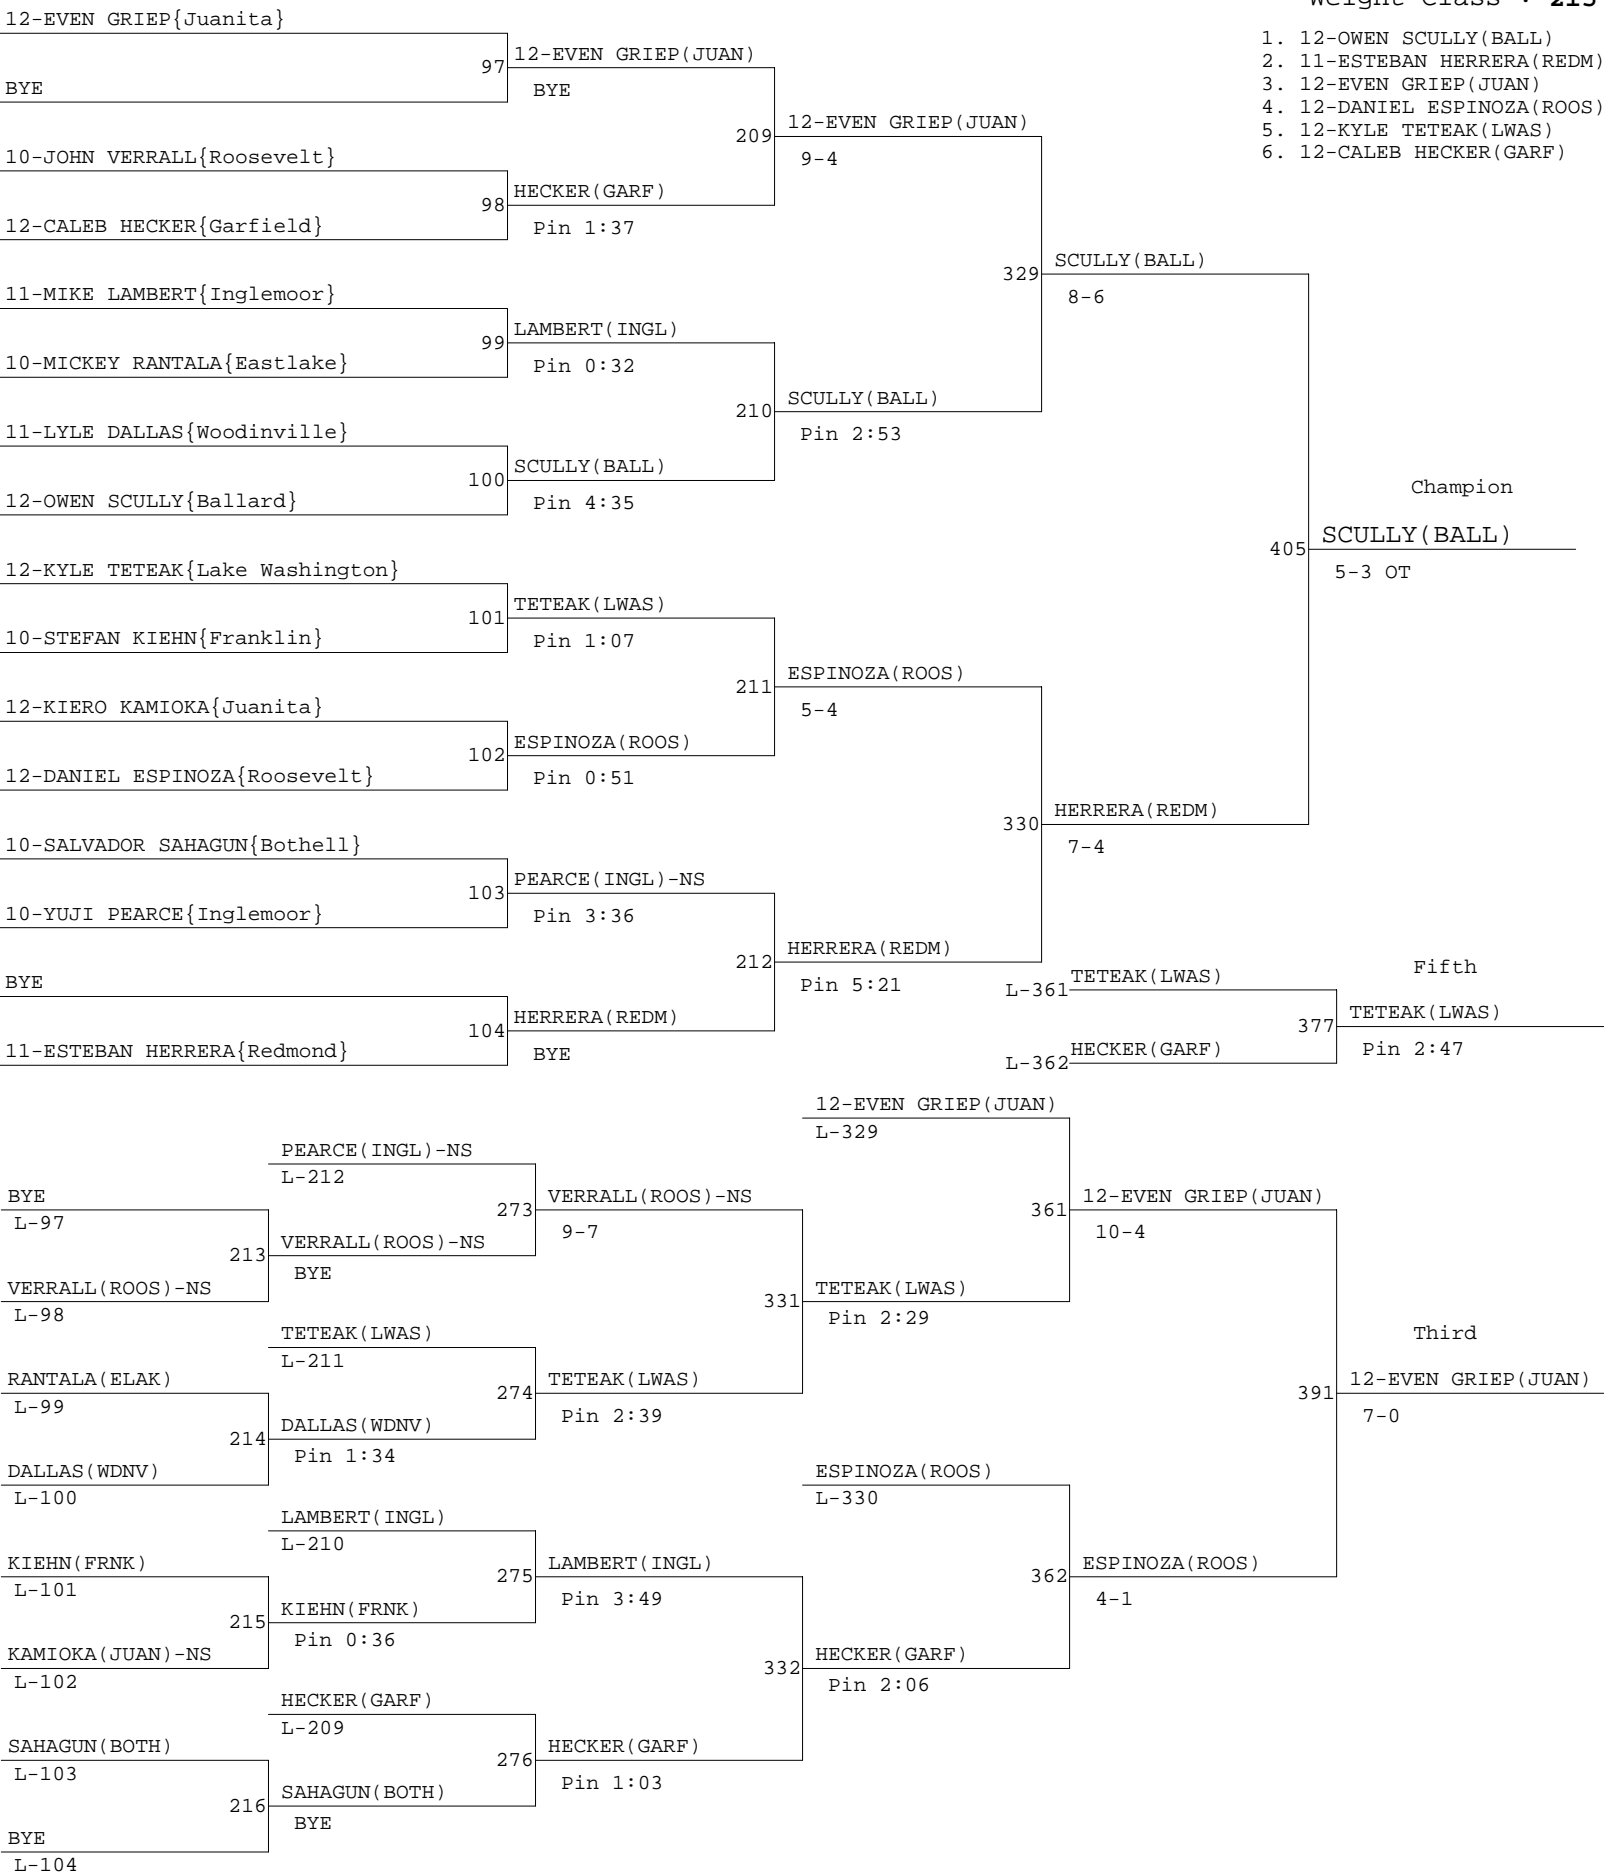 Weight Class : 215
1. 12-OWEN SCULLY(BALL)
2. 11-ESTEBAN HERRERA(REDM)
3. 12-EVEN GRIEP(JUAN)
4. 12-DANIEL ESPINOZA(ROOS)
5. 12-KYLE TETEAK(LWAS)
6. 12-CALEB HECKER(GARF)
12-EVEN GRIEP{Juanita}
BYE
10-JOHN VERRALL{Roosevelt}
12-CALEB HECKER{Garfield}
11-MIKE LAMBERT{Inglemoor}
10-MICKEY RANTALA{Eastlake}
11-LYLE DALLAS{Woodinville}
12-OWEN SCULLY{Ballard}
12-KYLE TETEAK{Lake Washington}
10-STEFAN KIEHN{Franklin}
12-KIERO KAMIOKA{Juanita}
12-DANIEL ESPINOZA{Roosevelt}
10-SALVADOR SAHAGUN{Bothell}
10-YUJI PEARCE{Inglemoor}
BYE
11-ESTEBAN HERRERA{Redmond}
97 12-EVEN GRIEP(JUAN)
BYE
98 HECKER(GARF)
Pin 1:37
99 LAMBERT(INGL)
Pin 0:32
100 SCULLY(BALL)
Pin 4:35
101 TETEAK(LWAS)
Pin 1:07
102 ESPINOZA(ROOS)
Pin 0:51
103 PEARCE(INGL)-NS
Pin 3:36
104 HERRERA(REDM)
BYE
209 12-EVEN GRIEP(JUAN)
9-4
210 SCULLY(BALL)
Pin 2:53
211 ESPINOZA(ROOS)
5-4
212 HERRERA(REDM)
Pin 5:21
329 SCULLY(BALL)
8-6
330 HERRERA(REDM)
7-4
Champion
405 SCULLY(BALL)
5-3 OT
L-361 TETEAK(LWAS)
L-362 HECKER(GARF)
Fifth
377 TETEAK(LWAS)
Pin 2:47
BYE
L-97
VERRALL(ROOS)-NS
L-98
RANTALA(ELAK)
L-99
DALLAS(WDNV)
L-100
KIEHN(FRNK)
L-101
KAMIOKA(JUAN)-NS
L-102
SAHAGUN(BOTH)
L-103
BYE
L-104
PEARCE(INGL)-NS
L-212
213 VERRALL(ROOS)-NS
BYE
TETEAK(LWAS)
L-211
214 DALLAS(WDNV)
Pin 1:34
LAMBERT(INGL)
L-210
215 KIEHN(FRNK)
Pin 0:36
HECKER(GARF)
L-209
216 SAHAGUN(BOTH)
BYE
273 VERRALL(ROOS)-NS
9-7
274 TETEAK(LWAS)
Pin 2:39
275 LAMBERT(INGL)
Pin 3:49
276 HECKER(GARF)
Pin 1:03
12-EVEN GRIEP(JUAN)
L-329
331 TETEAK(LWAS)
Pin 2:29
ESPINOZA(ROOS)
L-330
332 HECKER(GARF)
Pin 2:06
361 12-EVEN GRIEP(JUAN)
10-4
362 ESPINOZA(ROOS)
4-1
Third
391 12-EVEN GRIEP(JUAN)
7-0